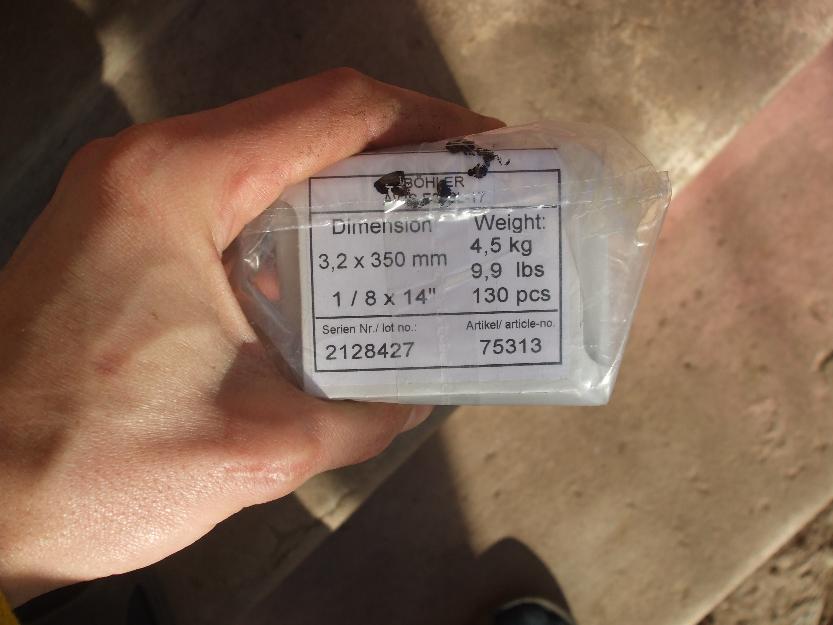 BÖHLER
Dimension Weight:
3,2 x 350 mm 4,5 kg
9,9 lbs
1 / 8 x 14" 130 pcs
Serien Nr./ lot no.: Artikel/ article-no.
2128427 75313